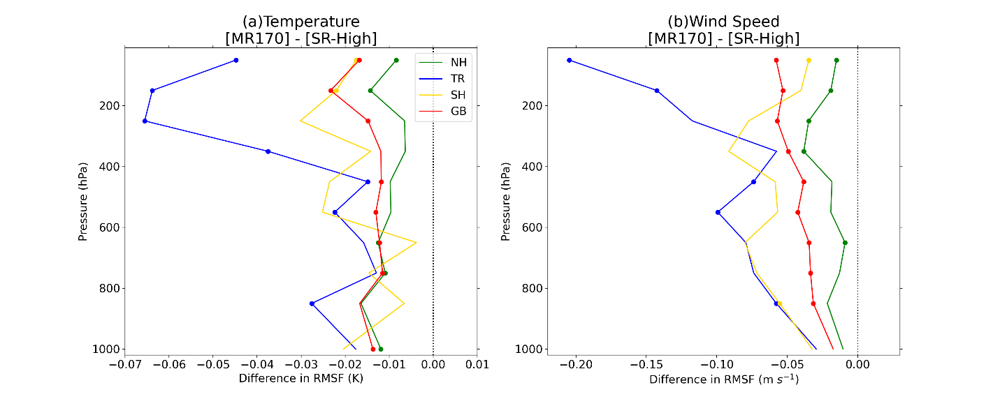 (a)Temperature
[MR170] - [SR-High]
Pressure (hPa)
200
400
600
800
1000
−0.07 −0.06 −0.05 −0.04 −0.03 −0.02 −0.01 0.00 0.01
Difference in RMSF (K)
NH
TR
SH
GB
(b)Wind Speed
[MR170] - [SR-High]
Pressure (hPa)
200
400
600
800
1000
−0.20 −0.15 −0.10 −0.05 0.00
Difference in RMSF (m s⁻¹)